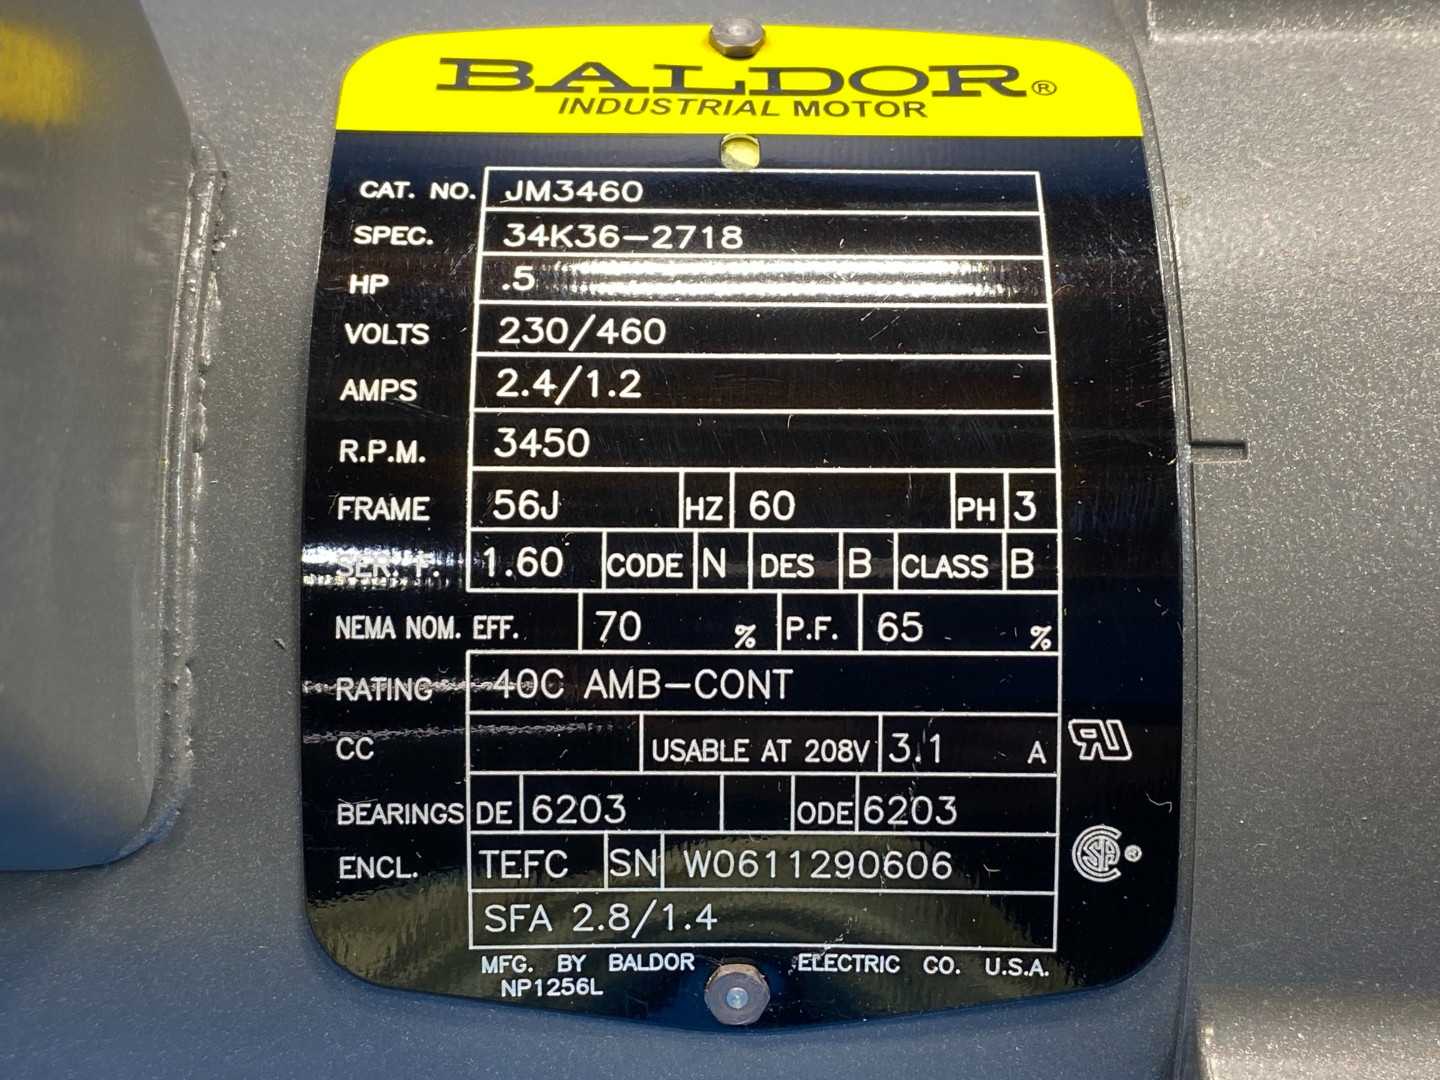 BALDOR®
INDUSTRIAL MOTOR
CAT. NO. JM3460
SPEC. 34K36-2718
HP .5
VOLTS 230/460
AMPS 2.4/1.2
R.P.M. 3450
FRAME 56J HZ 60 PH 3
SER. F. 1.60 CODE N DES B CLASS B
NEMA NOM. EFF. 70 % P.F. 65 %
RATING 40C AMB-CONT
CC USABLE AT 208V 3.1 A
BEARINGS DE 6203 ODE 6203
ENCL. TEFC SN W0611290606
SFA 2.8/1.4
MFG. BY BALDOR ELECTRIC CO. U.S.A.
NP1256L
RU
CSA®